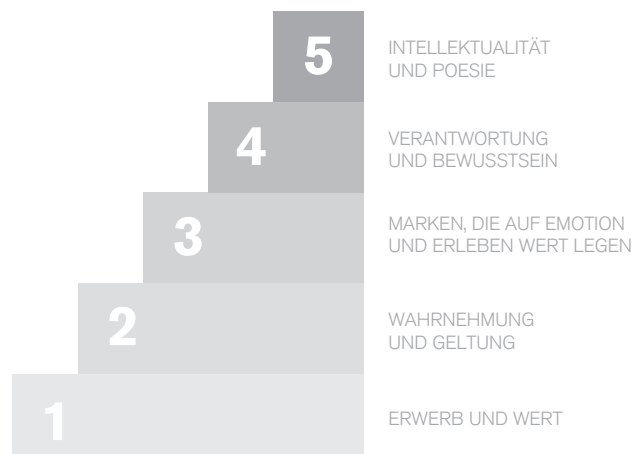 5
INTELLEKTUALITÄT
UND POESIE
4
VERANTWORTUNG
UND BEWUSSTSEIN
3
MARKEN, DIE AUF EMOTION
UND ERLEBEN WERT LEGEN
2
WAHRNEHMUNG
UND GELTUNG
1
ERWERB UND WERT